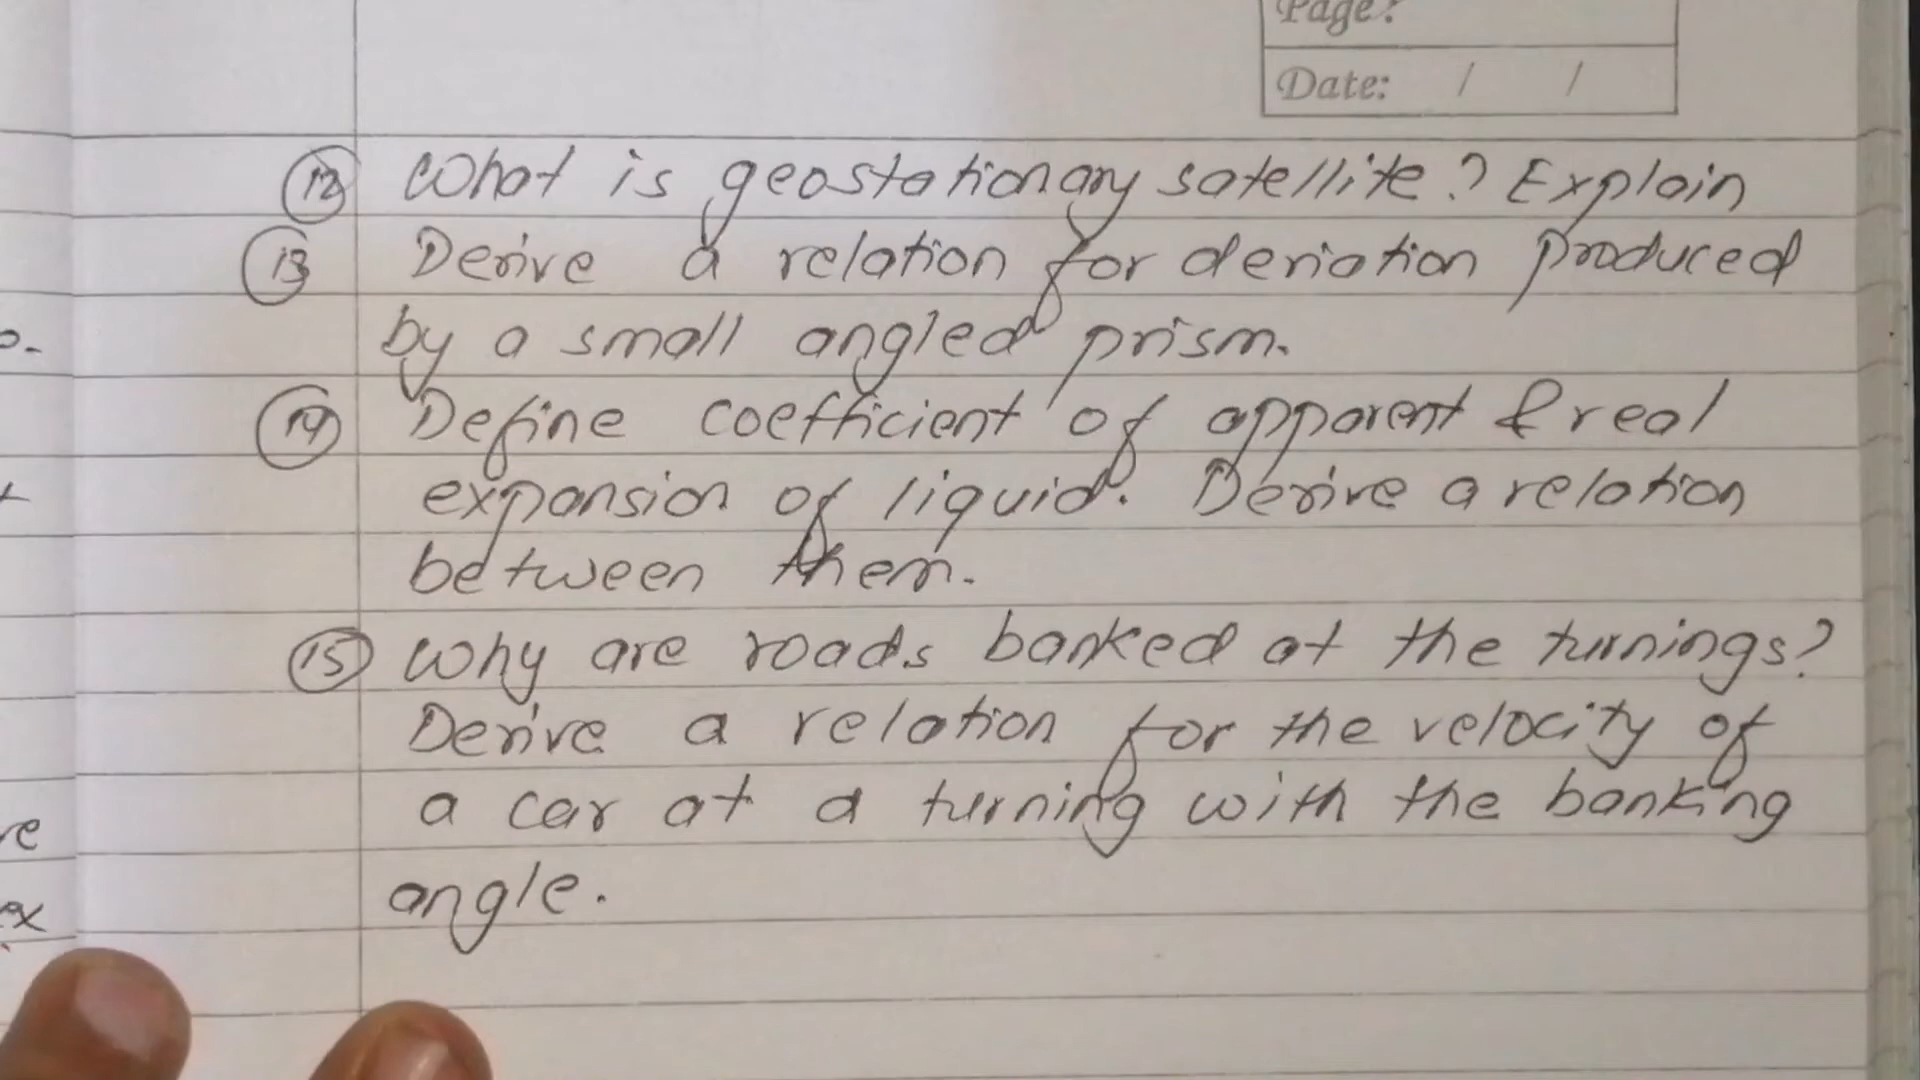 Page:
Date: / /
12 What is geostationary satellite? Explain
13 Derive a relation for deviation produced
by a small angled prism.
14 Define coefficient of apparent & real
expansion of liquid. Derive a relation
between them.
15 Why are roads banked at the turnings?
Derive a relation for the velocity of
a car at a turning with the banking
angle.